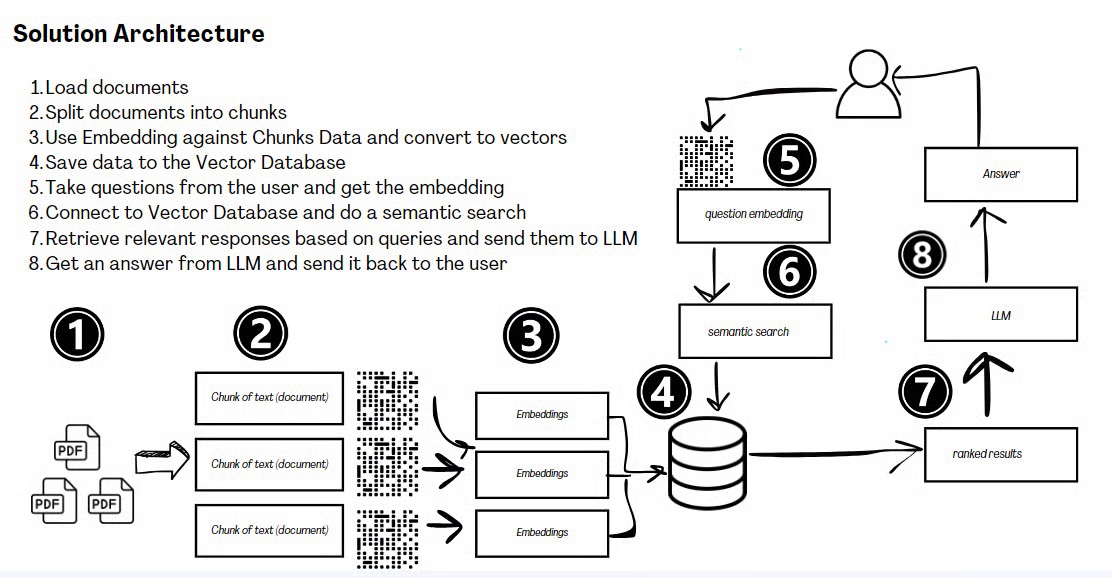 Solution Architecture
1. Load documents
2. Split documents into chunks
3. Use Embedding against Chunks Data and convert to vectors
4. Save data to the Vector Database
5. Take questions from the user and get the embedding
6. Connect to Vector Database and do a semantic search
7. Retrieve relevant responses based on queries and send them to LLM
8. Get an answer from LLM and send it back to the user
1
2
3
4
5
6
7
8
PDF
PDF
PDF
Chunk of text (document)
Chunk of text (document)
Chunk of text (document)
Embeddings
Embeddings
Embeddings
question embedding
semantic search
ranked results
LLM
Answer